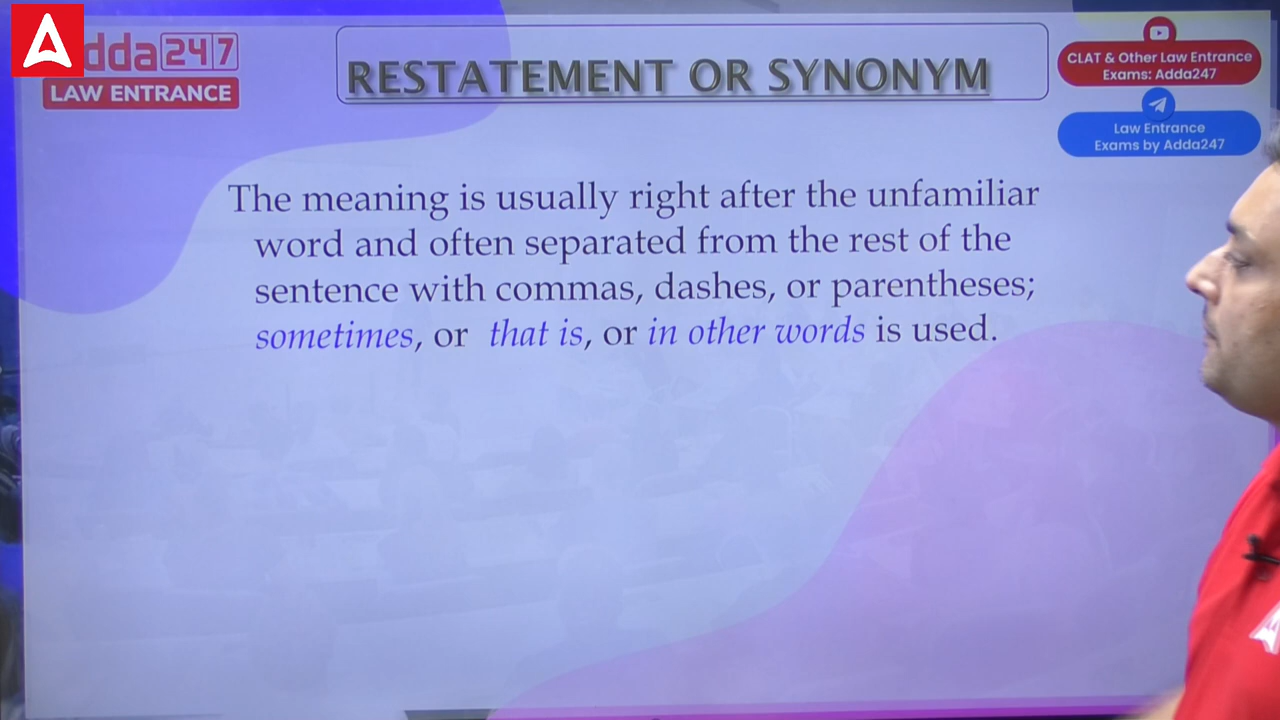 dda247
LAW ENTRANCE
RESTATEMENT OR SYNONYM
CLAT & Other Law Entrance
Exams: Adda247
Law Entrance
Exams by Adda247
The meaning is usually right after the unfamiliar
word and often separated from the rest of the
sentence with commas, dashes, or parentheses;
sometimes, or that is, or in other words is used.